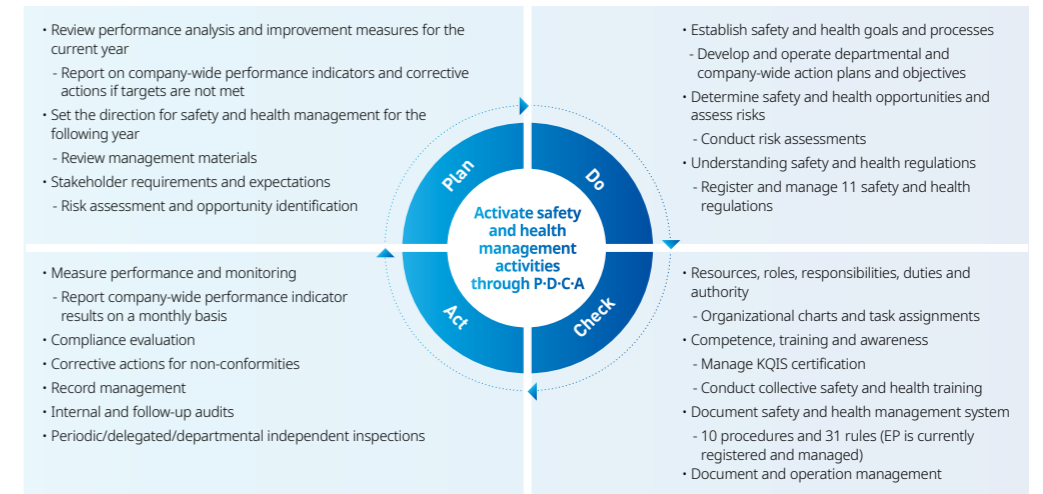 · Review performance analysis and improvement measures for the
current year
- Report on company-wide performance indicators and corrective
actions if targets are not met
· Set the direction for safety and health management for the
following year
- Review management materials
· Stakeholder requirements and expectations
- Risk assessment and opportunity identification
· Establish safety and health goals and processes
- Develop and operate departmental and
company-wide action plans and objectives
· Determine safety and health opportunities and
assess risks
- Conduct risk assessments
· Understanding safety and health regulations
- Register and manage 11 safety and health
regulations
Plan
Do
Activate safety
and health
management
activities
through P·D·C·A
Act
Check
· Measure performance and monitoring
- Report company-wide performance indicator
results on a monthly basis
· Compliance evaluation
· Corrective actions for non-conformities
· Record management
· Internal and follow-up audits
· Periodic/delegated/departmental independent inspections
· Resources, roles, responsibilities, duties and
authority
- Organizational charts and task assignments
· Competence, training and awareness
- Manage KQIS certification
- Conduct collective safety and health training
· Document safety and health management system
- 10 procedures and 31 rules (EP is currently
registered and managed)
· Document and operation management